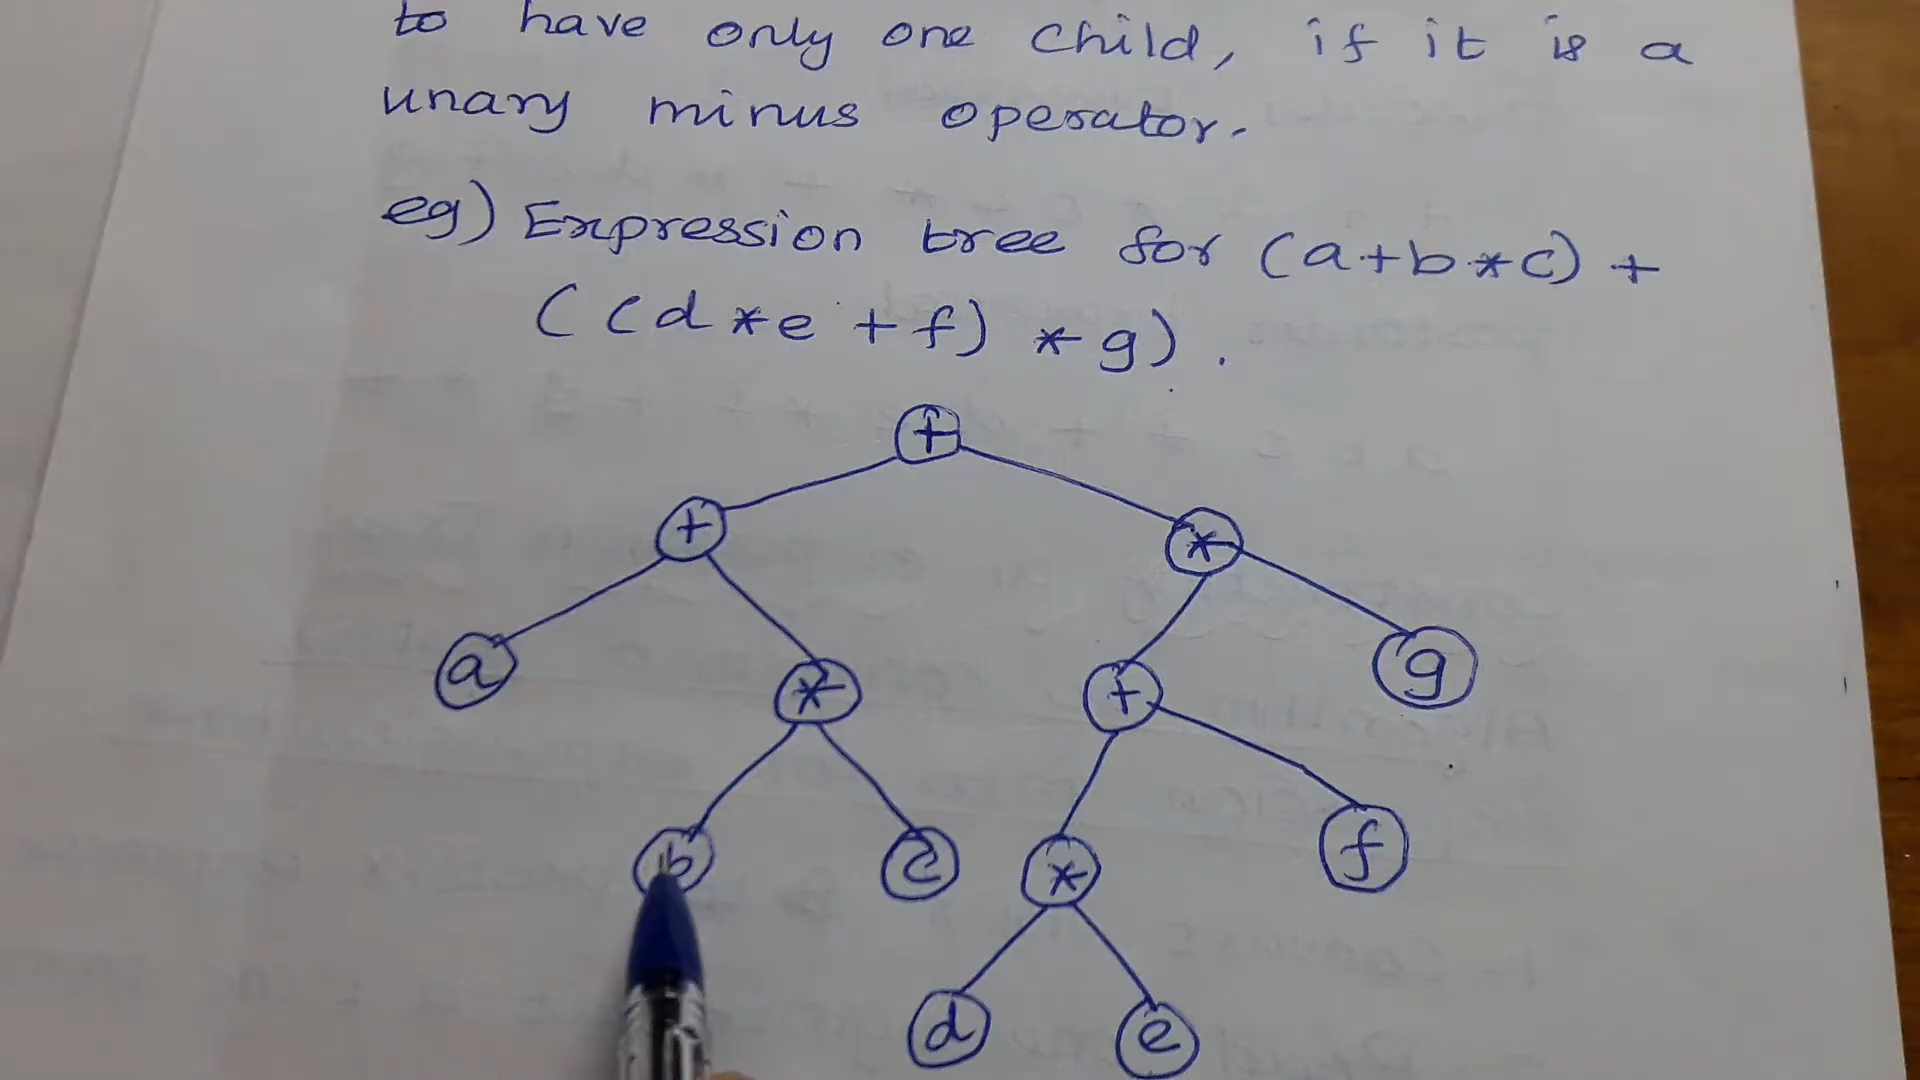 to have only one child, if it is a
unary minus operator.
eg) Expression tree for (a+b*c) +
((d*e + f) * g).
+
+ *
a * + g
b c * f
d e